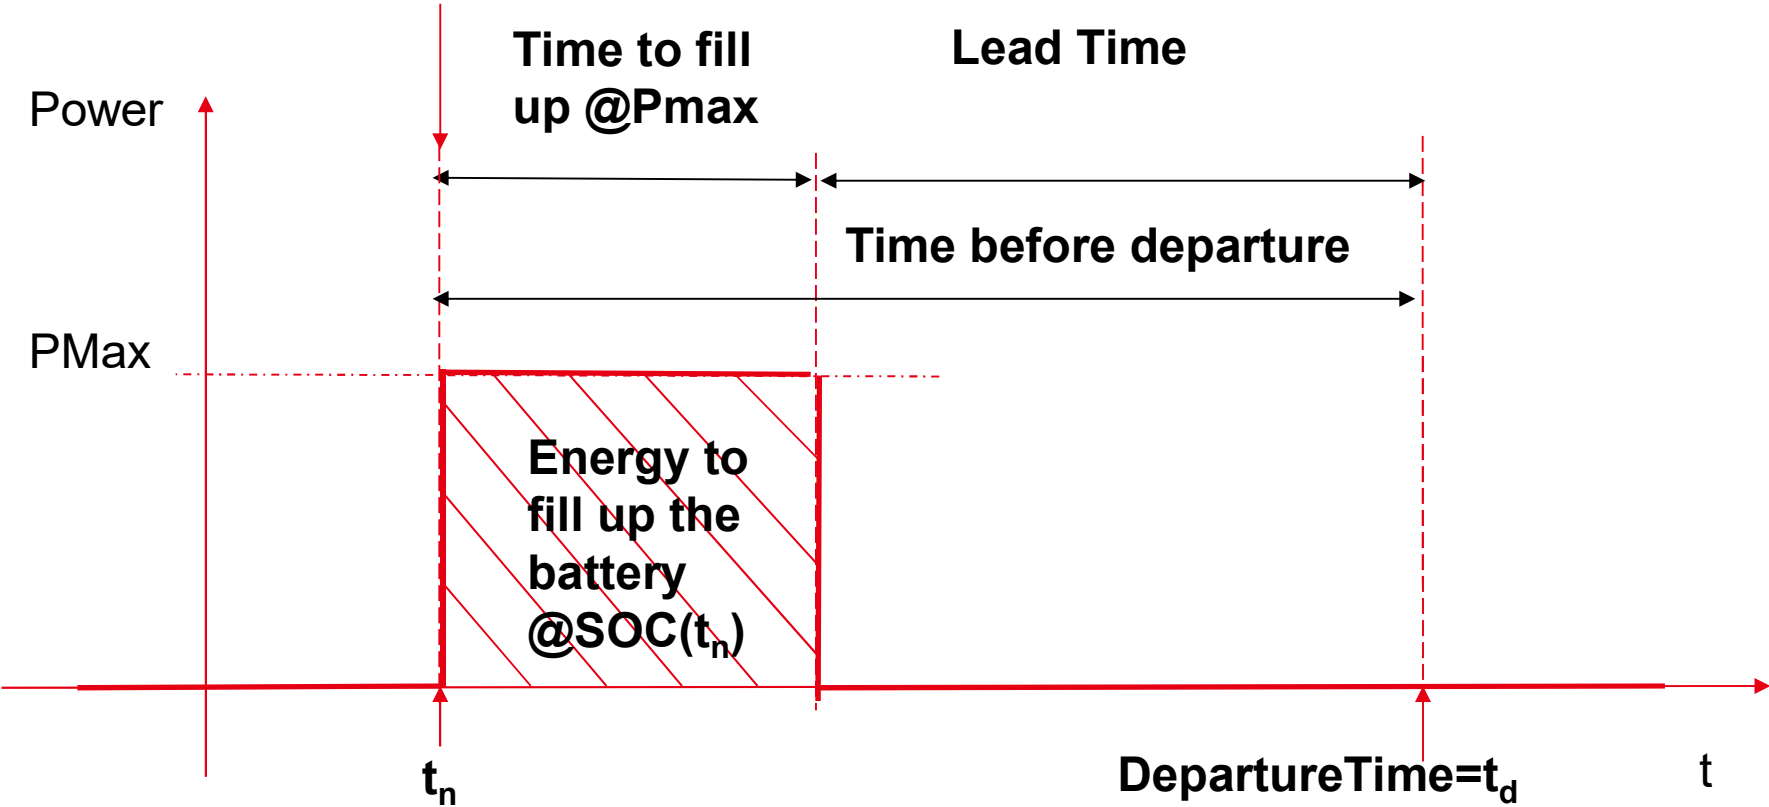 Time to fill
up @Pmax
Lead Time
Power
Time before departure
PMax
Energy to
fill up the
battery
@SOC(tn)
tn
DepartureTime=td
t